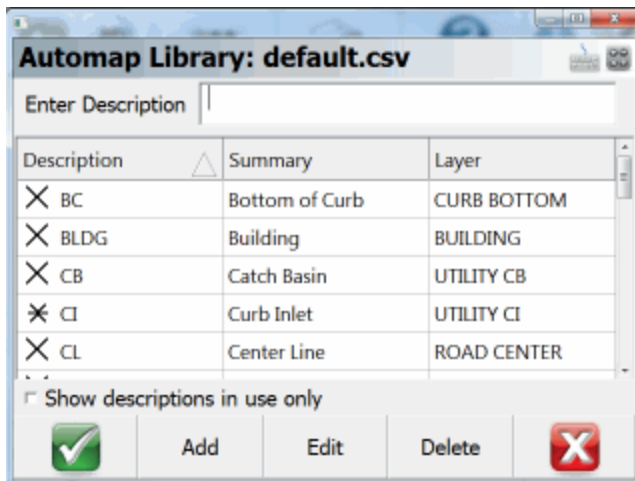 Automap Library: default.csv
Enter Description
Description Summary Layer
BC Bottom of Curb CURB BOTTOM
BLDG Building BUILDING
CB Catch Basin UTILITY CB
CI Curb Inlet UTILITY CI
CL Center Line ROAD CENTER
Show descriptions in use only
Add Edit Delete